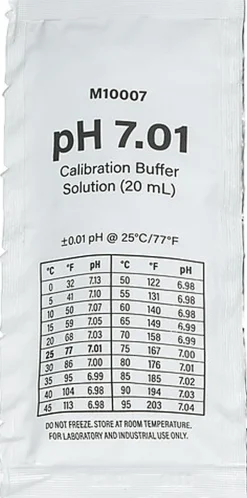 M10007
pH 7.01
Calibration Buffer
Solution (20 mL)
±0.01 pH @ 25°C/77°F
°C °F pH °C °F pH
0 32 7.13 50 122 6.98
5 41 7.10 55 131 6.98
10 50 7.07 60 140 6.98
15 59 7.05 65 149 6.99
20 68 7.03 70 158 6.99
25 77 7.01 75 167 7.00
30 86 7.00 80 176 7.01
35 95 6.99 85 185 7.02
40 104 6.98 90 194 7.03
45 113 6.98 95 203 7.04
DO NOT FREEZE. STORE AT ROOM TEMPERATURE.
FOR LABORATORY AND INDUSTRIAL USE ONLY.